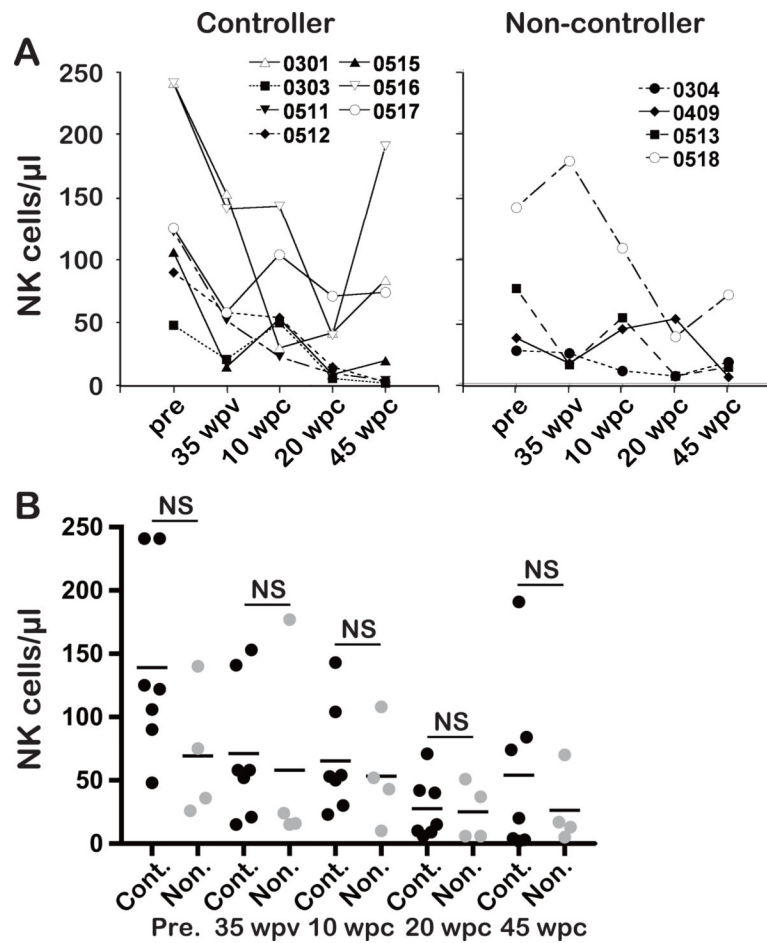 Controller Non-controller
A
NK cells/µl
250
200
150
100
50
0
0301 0515
0303 0516
0511 0517
0512
0304
0409
0513
0518
pre 35 wpv 10 wpc 20 wpc 45 wpc
pre 35 wpv 10 wpc 20 wpc 45 wpc
B
NK cells/µl
250
200
150
100
50
0
NS
NS
NS
NS
NS
Cont. Non. Cont. Non. Cont. Non. Cont. Non. Cont. Non.
Pre. 35 wpv 10 wpc 20 wpc 45 wpc